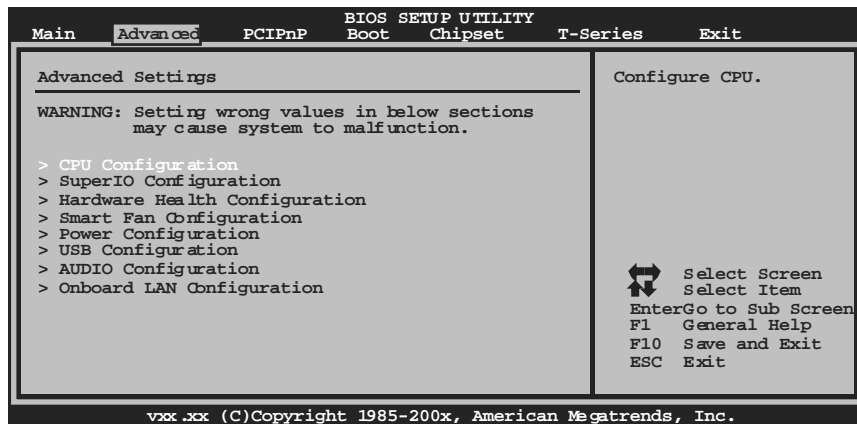 BIOS SETUP UTILITY
Main Advanced PCIPnP Boot Chipset T-Series Exit
Advanced Settings
WARNING: Setting wrong values in below sections
may cause system to malfunction.
> CPU Configuration
> SuperIO Configuration
> Hardware Health Configuration
> Smart Fan Configuration
> Power Configuration
> USB Configuration
> AUDIO Configuration
> Onboard LAN Configuration
Configure CPU.
Select Screen
Select Item
Enter Go to Sub Screen
F1 General Help
F10 Save and Exit
ESC Exit
vxx.xx (C)Copyright 1985-200x, American Megatrends, Inc.